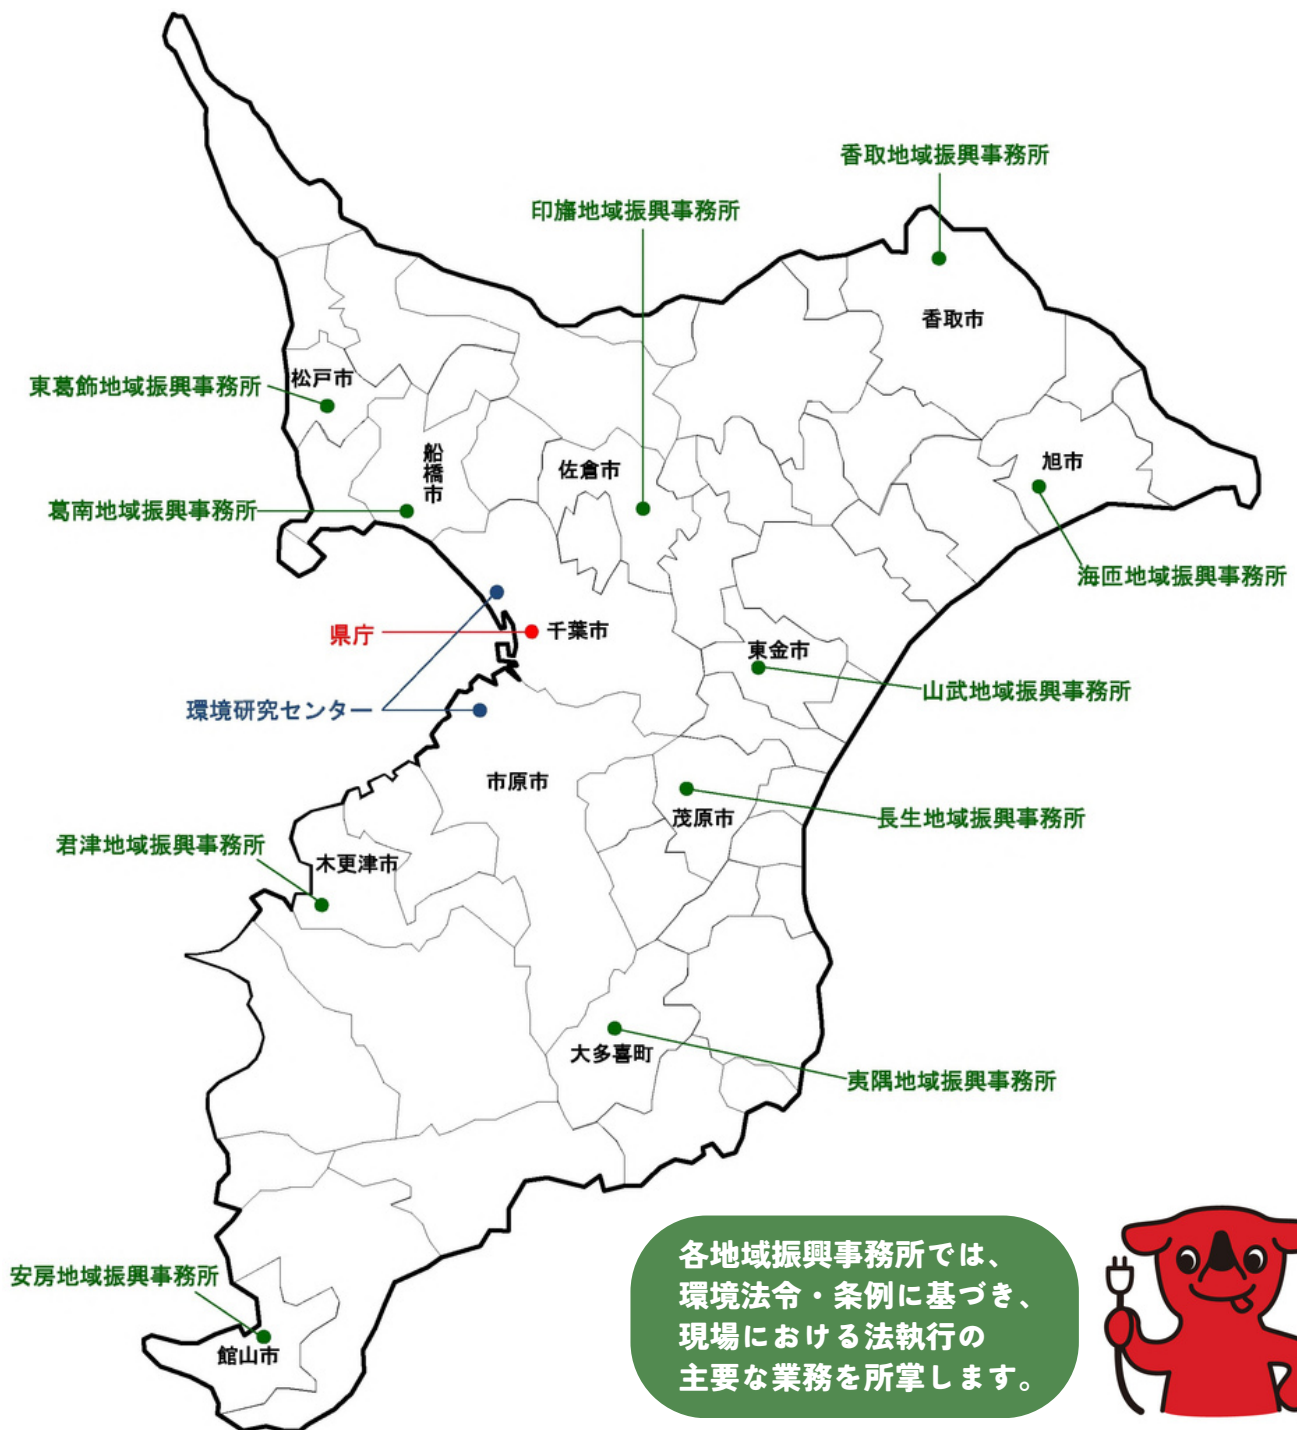 香取地域振興事務所
印旛地域振興事務所
香取市
東葛飾地域振興事務所
松戸市
船橋市
佐倉市
旭市
葛南地域振興事務所
海匝地域振興事務所
県庁
千葉市
東金市
山武地域振興事務所
環境研究センター
市原市
茂原市
長生地域振興事務所
君津地域振興事務所
木更津市
大多喜町
夷隅地域振興事務所
安房地域振興事務所
館山市
各地域振興事務所では、
環境法令・条例に基づき、
現場における法執行の
主要な業務を所掌します。